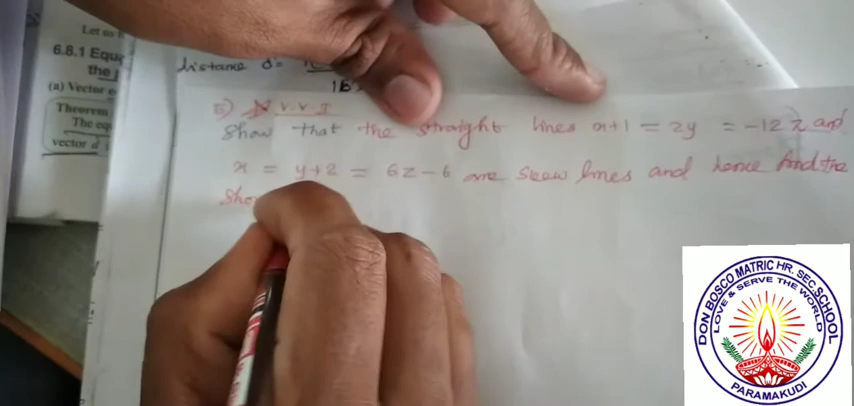 Let us
6.8.1 Equa
the
(a) Vector e
Theorem
The equ
vector d i
distance d =
5) V. V. I
Show that the straight lines x+1 = 2y = -12z and
x = y+2 = 6z-6 are skew lines and hence find the
Sho
DON BOSCO MATRIC HR. SEC. SCHOOL
LOVE & SERVE THE WORLD
PARAMAKUDI